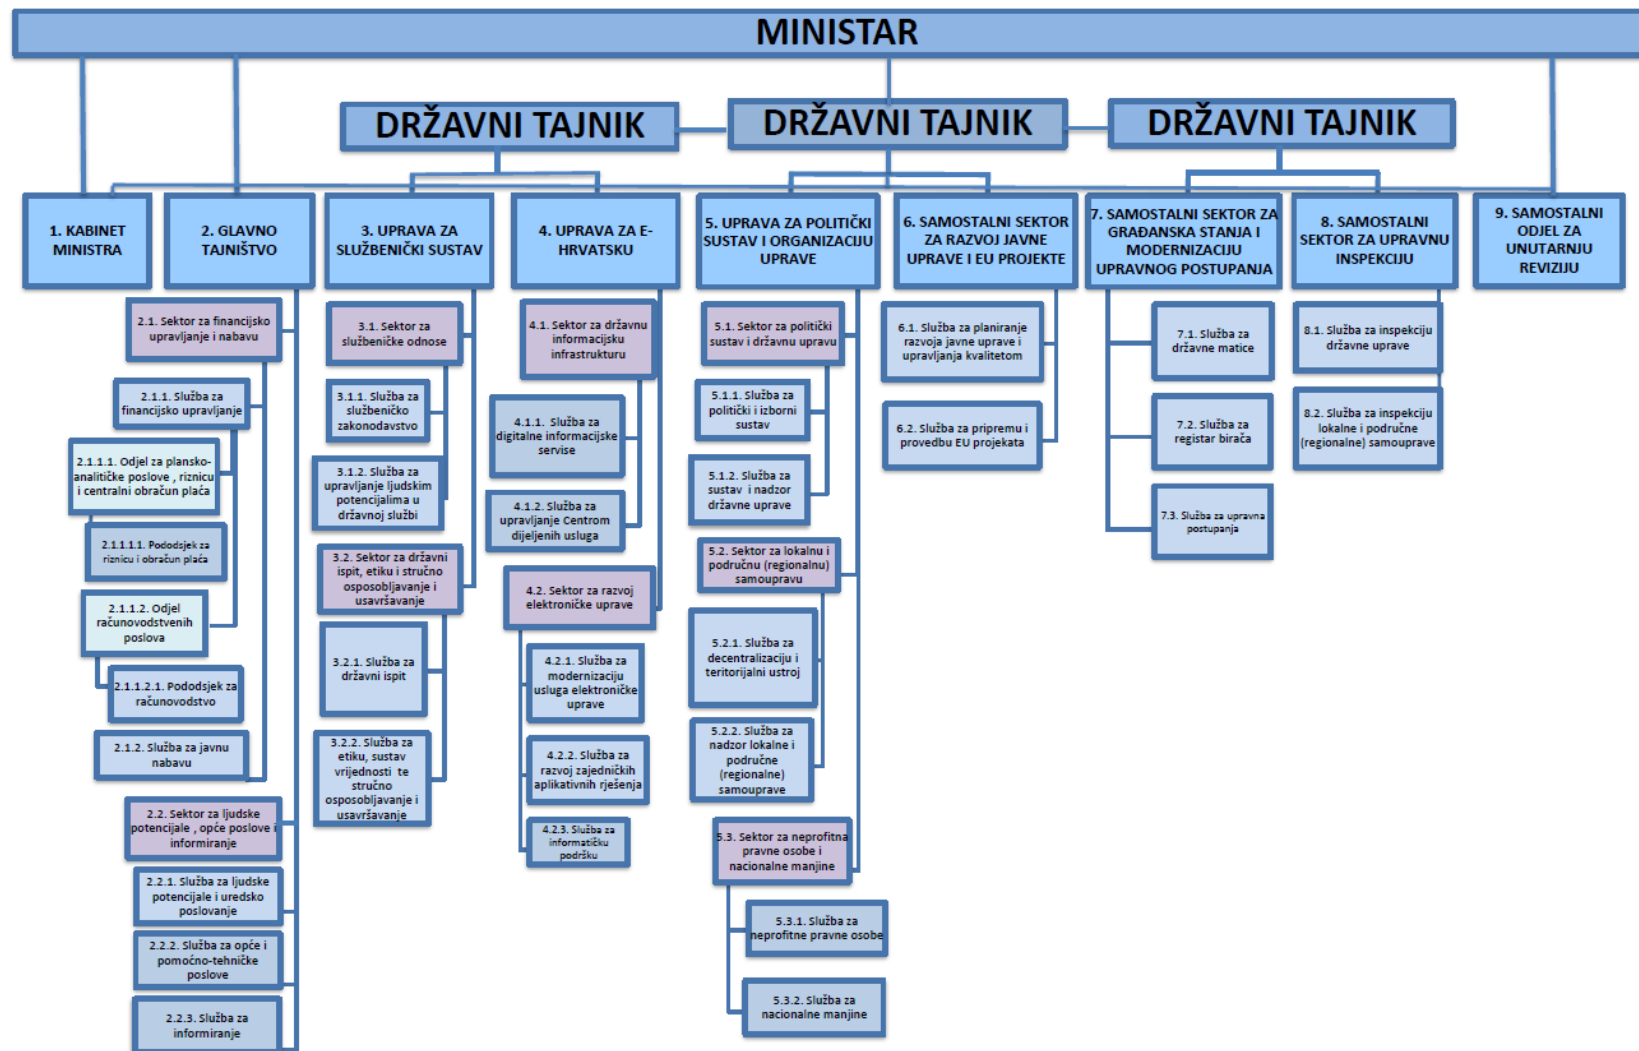 MINISTAR
DRŽAVNI TAJNIK
DRŽAVNI TAJNIK
DRŽAVNI TAJNIK
1. KABINET
MINISTRA
2. GLAVNO
TAJNIŠTVO
3. UPRAVA ZA
SLUŽBENIČKI SUSTAV
4. UPRAVA ZA E-
HRVATSKU
5. UPRAVA ZA POLITIČKI
SUSTAV I ORGANIZACIJU
UPRAVE
6. SAMOSTALNI SEKTOR
ZA RAZVOJ JAVNE
UPRAVE I EU PROJEKTE
7. SAMOSTALNI SEKTOR ZA
GRAĐANSKA STANJA I
MODERNIZACIJU
UPRAVNOG POSTUPANJA
8. SAMOSTALNI
SEKTOR ZA UPRAVNU
INSPEKCIJU
9. SAMOSTALNI
ODJEL ZA
UNUTARNJU
REVIZIJU
2.1. Sektor za financijsko
upravljanje i nabavu
2.1.1. Služba za
financijsko upravljanje
2.1.1.1. Odjel za plansko-
analitičke poslove , riznicu
i centralni obračun plaća
2.1.1.1.1. Pododsjek za
riznicu i obračun plaća
2.1.1.2. Odjel
računovodstvenih
poslova
2.1.1.2.1. Pododsjek za
računovodstvo
2.1.2. Služba za javnu
nabavu
2.2. Sektor za ljudske
potencijale , opće poslove i
informiranje
2.2.1. Služba za ljudske
potencijale i uredsko
poslovanje
2.2.2. Služba za opće i
pomoćno-tehničke
poslove
2.2.3. Služba za
informiranje
3.1. Sektor za
službeničke odnose
3.1.1. Služba za
službeničko
zakonodavstvo
3.1.2. Služba za
upravljanje ljudskim
potencijalima u
državnoj službi
3.2. Sektor za državni
ispit, etiku i stručno
osposobljavanje i
usavršavanje
3.2.1. Služba za
državni ispit
3.2.2. Služba za
etiku, sustav
vrijednosti te
stručno
osposobljavanje i
usavršavanje
4.1. Sektor za državnu
informacijsku
infrastrukturu
4.1.1. Služba za
digitalne informacijske
servise
4.1.2. Služba za
upravljanje Centrom
dijeljenih usluga
4.2. Sektor za razvoj
elektroničke uprave
4.2.1. Služba za
modernizaciju
usluga elektroničke
uprave
4.2.2. Služba za
razvoj zajedničkih
aplikativnih rješenja
4.2.3. Služba za
informatičku
podršku
5.1. Sektor za politički
sustav i državnu upravu
5.1.1. Služba za
politički i izborni
sustav
5.1.2. Služba za
sustav i nadzor
državne uprave
5.2. Sektor za lokalnu i
područnu (regionalnu)
samoupravu
5.2.1. Služba za
decentralizaciju i
teritorijalni ustroj
5.2.2. Služba za
nadzor lokalne i
područne
(regionalne)
samouprave
5.3. Sektor za neprofitna
pravne osobe i
nacionalne manjine
5.3.1. Služba za
neprofitne pravne osobe
5.3.2. Služba za
nacionalne manjine
6.1. Služba za planiranje
razvoja javne uprave i
upravljanja kvalitetom
6.2. Služba za pripremu i
provedbu EU projekata
7.1. Služba za
državne matice
7.2. Služba za
registar birača
7.3. Služba za upravna
postupanja
8.1. Služba za inspekciju
državne uprave
8.2. Služba za inspekciju
lokalne i područne
(regionalne) samouprave